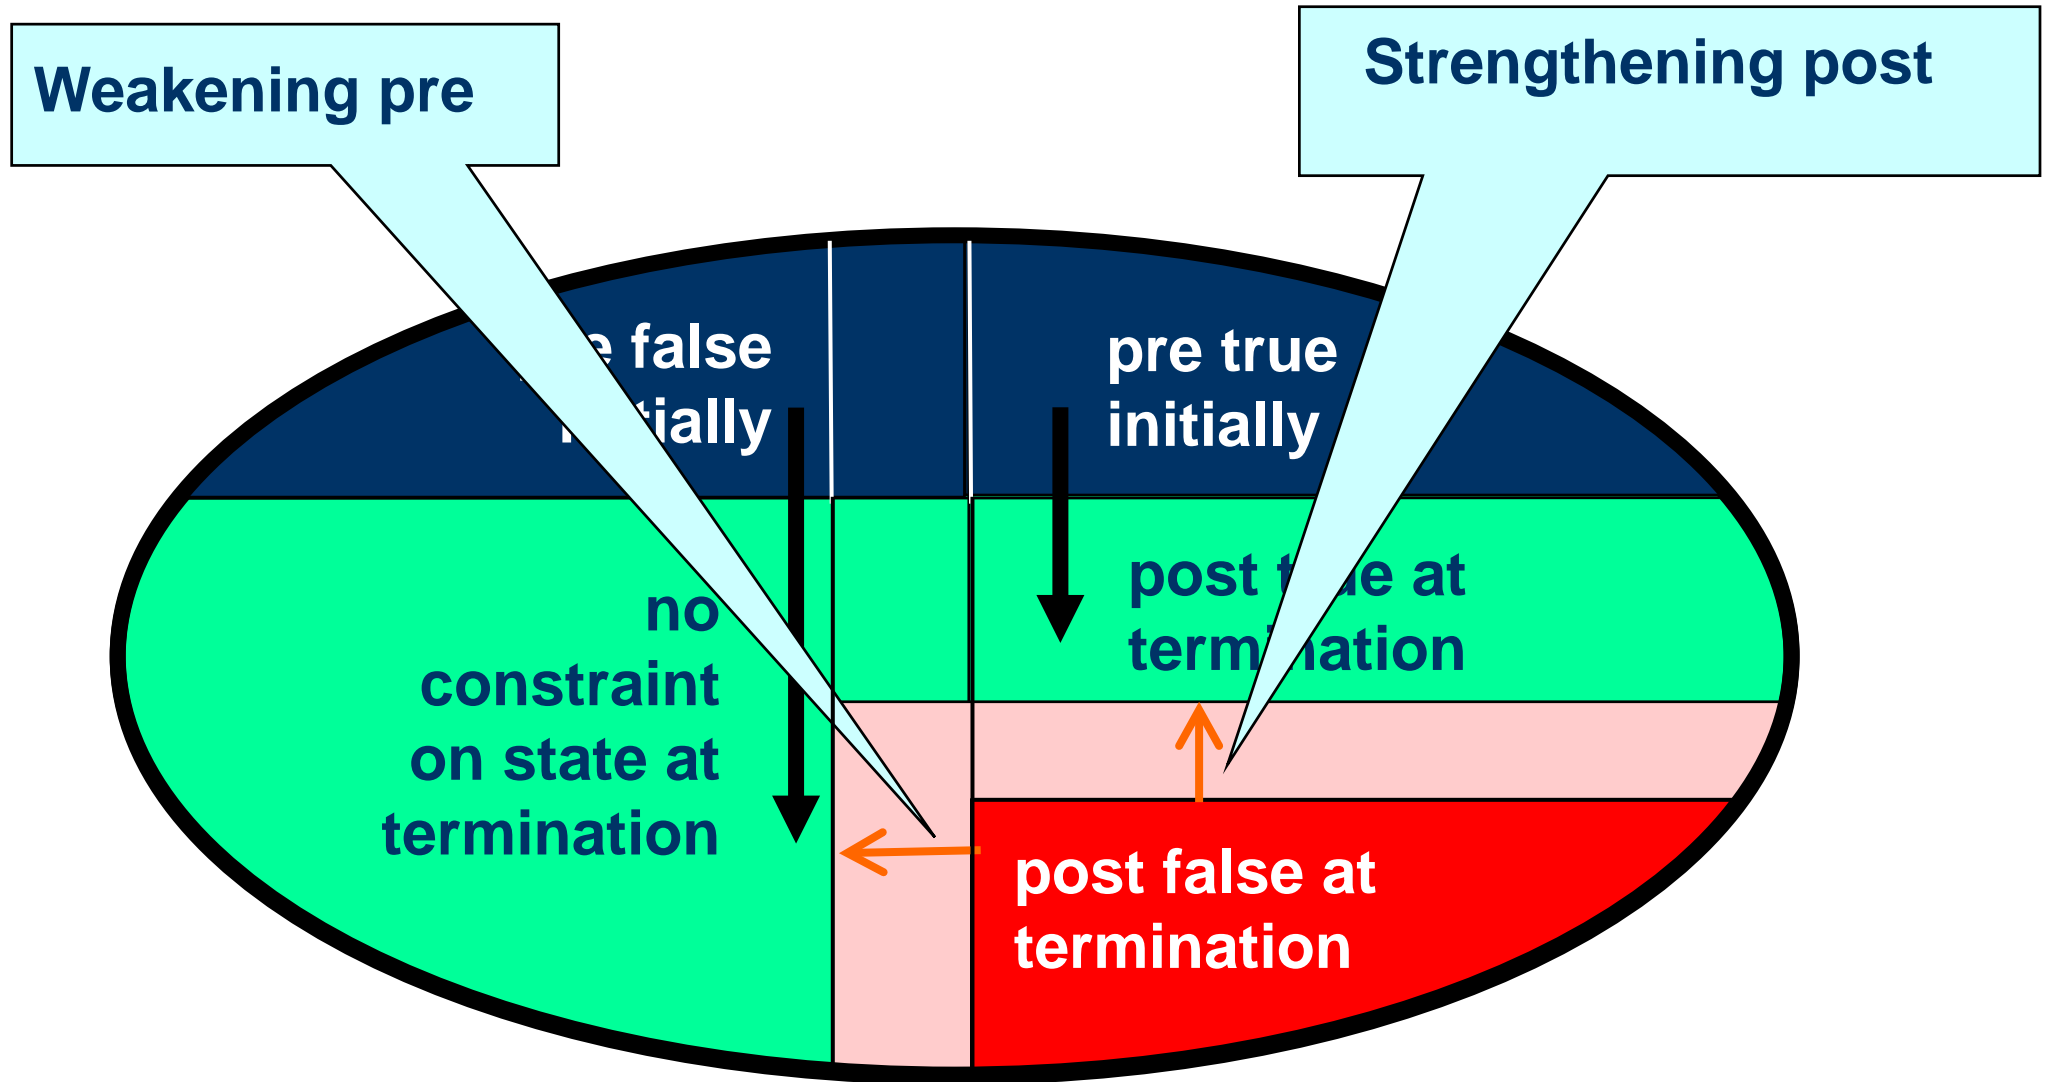 Weakening pre
Strengthening post
false
pre true
initially
post at
termination
no
constraint
on state at
termination
post false at
termination